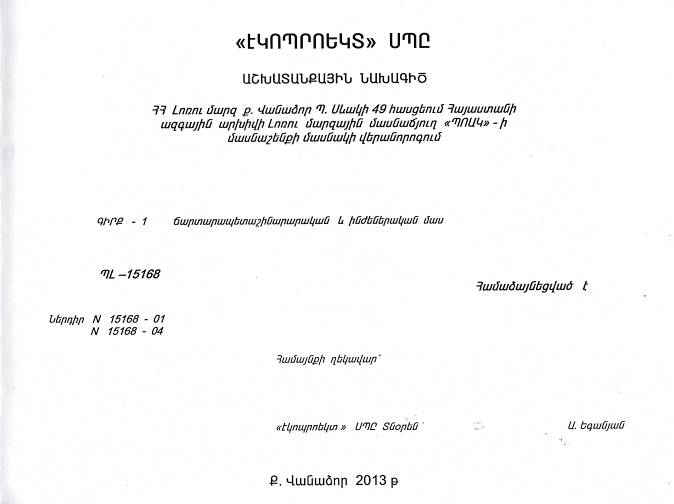 «ԷԿՈՊՐՈԵԿՏ» ՍՊԸ
ԱՇԽԱՏԱՆՔԱՅԻՆ ՆԱԽԱԳԻԾ
ՀՀ Լոռու մարզ ք. Վանաձոր Պ. Սևակի 49 հասցեում Հայաստանի
ազգային արխիվի Լոռու մարզային մասնաճյուղ «ՊՈԱԿ» - ի
մասնաշենքի մասնակի վերանորոգում
ԳԻՐՔ - 1 Ճարտարապետաշինարարական և ինժեներական մաս
ՊԼ –15168
Համաձայնեցված է
Ներդիր N 15168 - 01
N 15168 - 04
Համայնքի ղեկավար՝
«Էկոպրոեկտ» ՍՊԸ Տնօրեն՝ Ա. Եգանյան
Ք. Վանաձոր 2013 թ